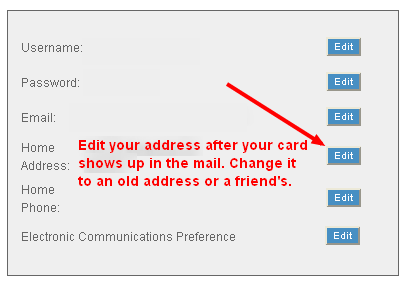 Username: Edit
Password: Edit
Email: Edit
Home Address: Edit
Edit your address after your card
shows up in the mail. Change it
to an old address or a friend's.
Home Phone: Edit
Electronic Communications Preference Edit